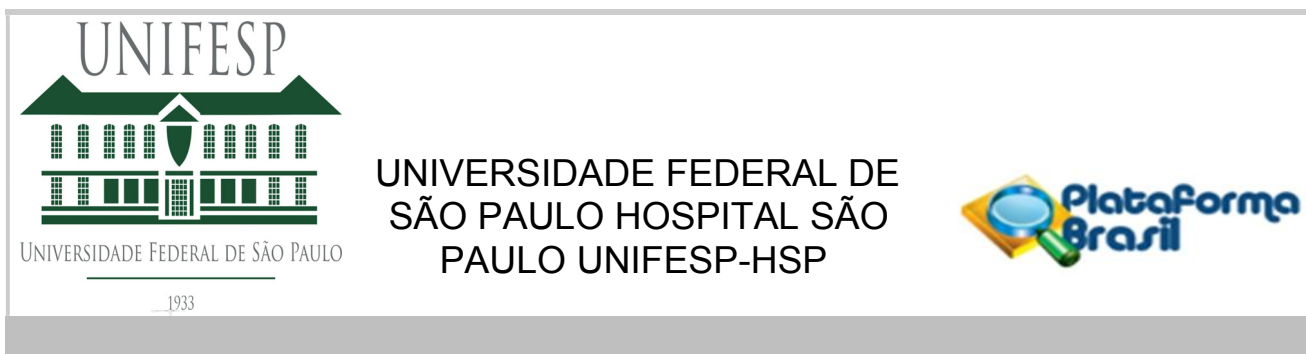 UNIFESP
UNIVERSIDADE FEDERAL DE SÃO PAULO
1933
UNIVERSIDADE FEDERAL DE
SÃO PAULO HOSPITAL SÃO
PAULO UNIFESP-HSP
Plataforma
Brasil